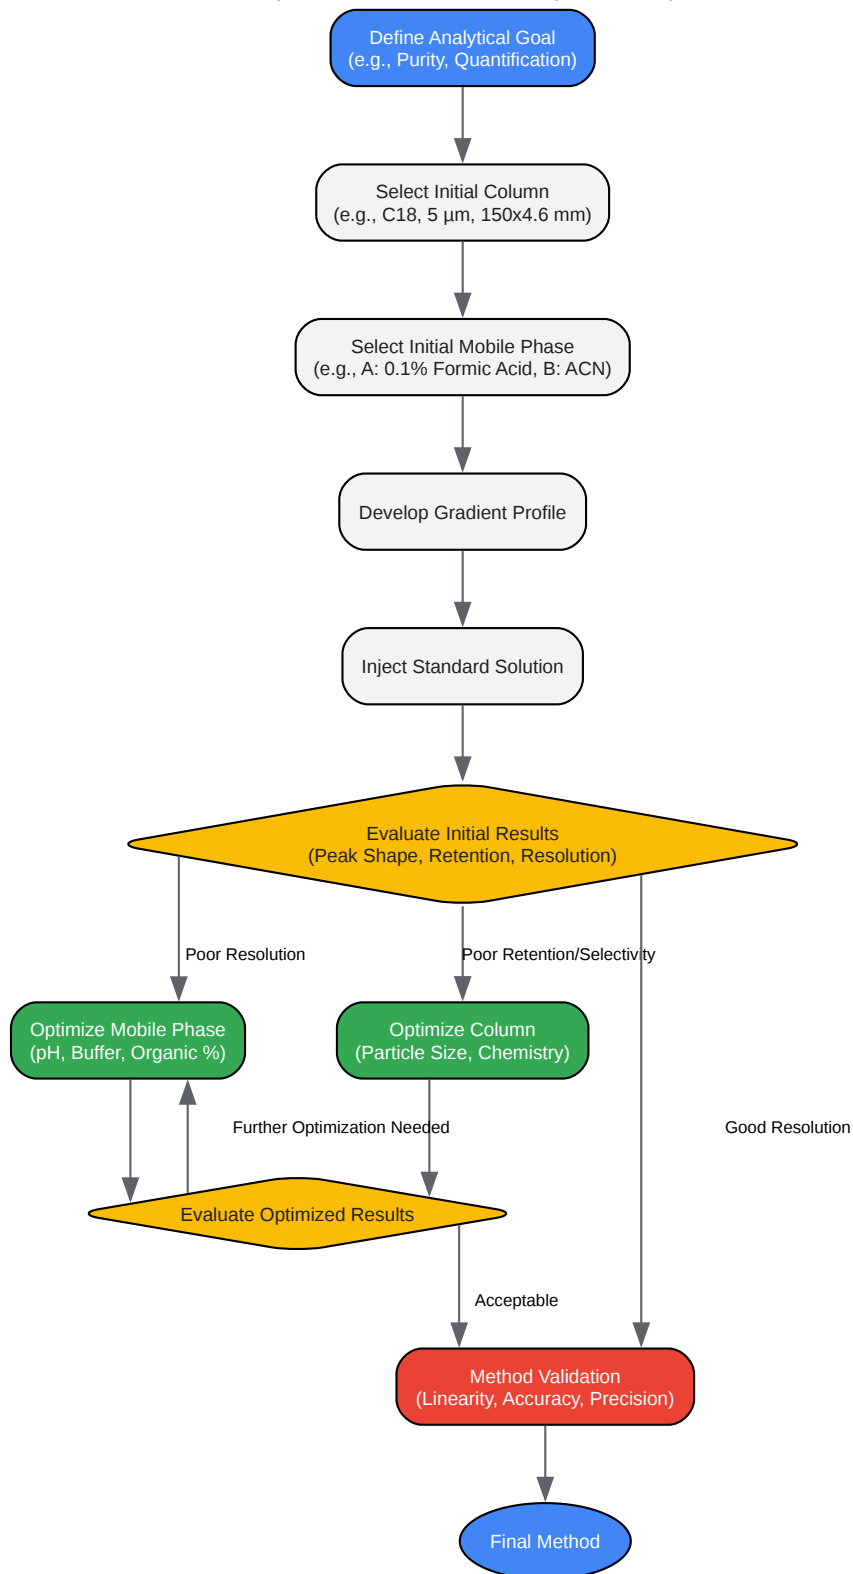 Define Analytical Goal
(e.g., Purity, Quantification)
Select Initial Column
(e.g., C18, 5 µm, 150x4.6 mm)
Select Initial Mobile Phase
(e.g., A: 0.1% Formic Acid, B: ACN)
Develop Gradient Profile
Inject Standard Solution
Evaluate Initial Results
(Peak Shape, Retention, Resolution)
Poor Resolution
Poor Retention/Selectivity
Optimize Mobile Phase
(pH, Buffer, Organic %)
Optimize Column
(Particle Size, Chemistry)
Further Optimization Needed
Good Resolution
Evaluate Optimized Results
Acceptable
Method Validation
(Linearity, Accuracy, Precision)
Final Method